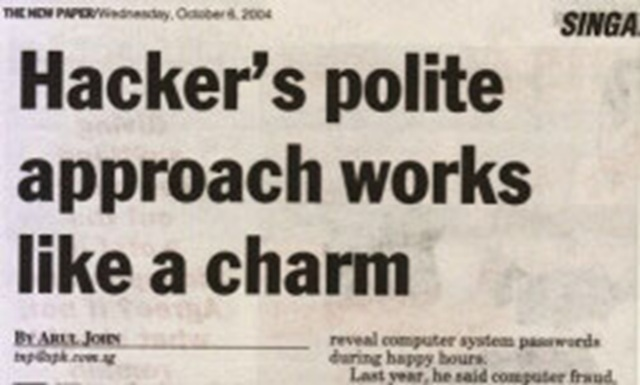 THE NEW PAPER/Wednesday, October 6, 2004
SINGA
Hacker's polite
approach works
like a charm
BY ARUL JOHN
tnp@sph.com.sg
reveal computer system passwords
during happy hours.
Last year, he said computer fraud,